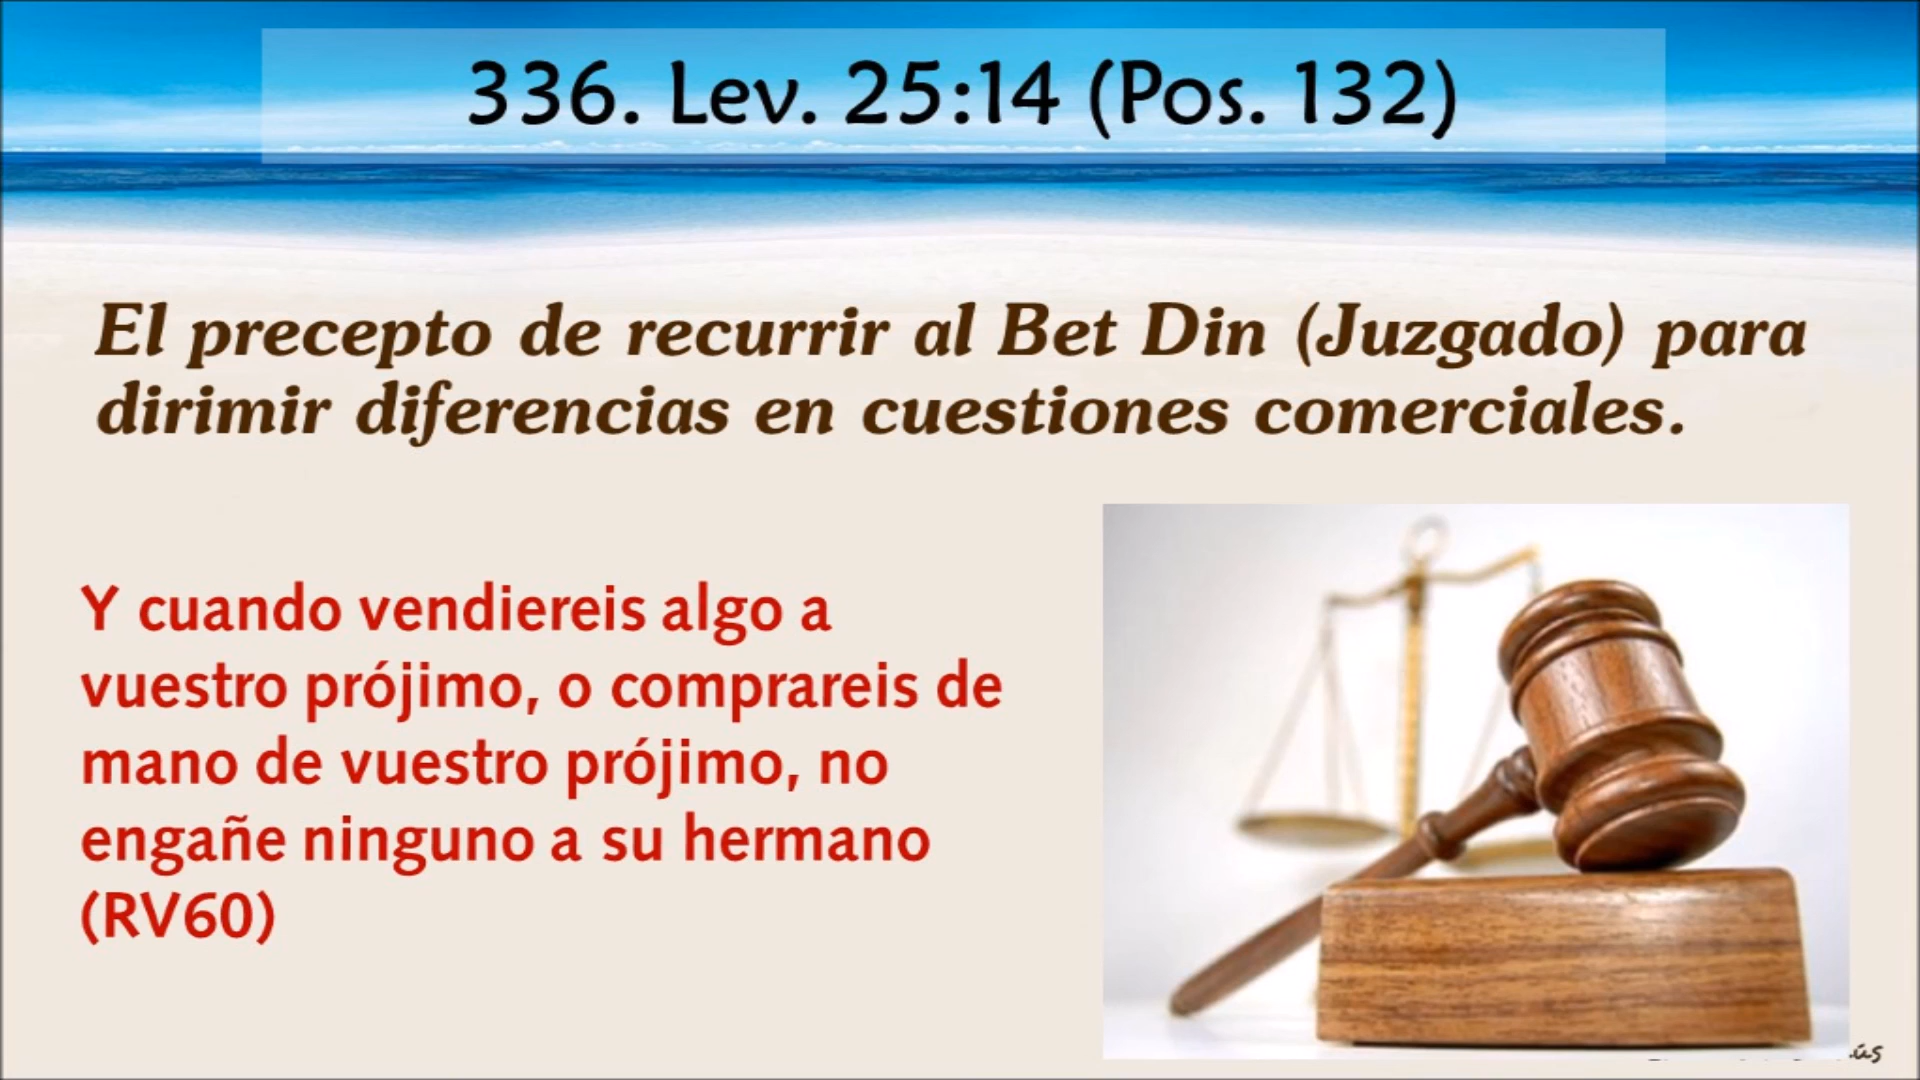 336. Lev. 25:14 (Pos. 132)
El precepto de recurrir al Bet Din (Juzgado) para
dirimir diferencias en cuestiones comerciales.
Y cuando vendiereis algo a
vuestro prójimo, o comprareis de
mano de vuestro prójimo, no
engañe ninguno a su hermano
(RV60)